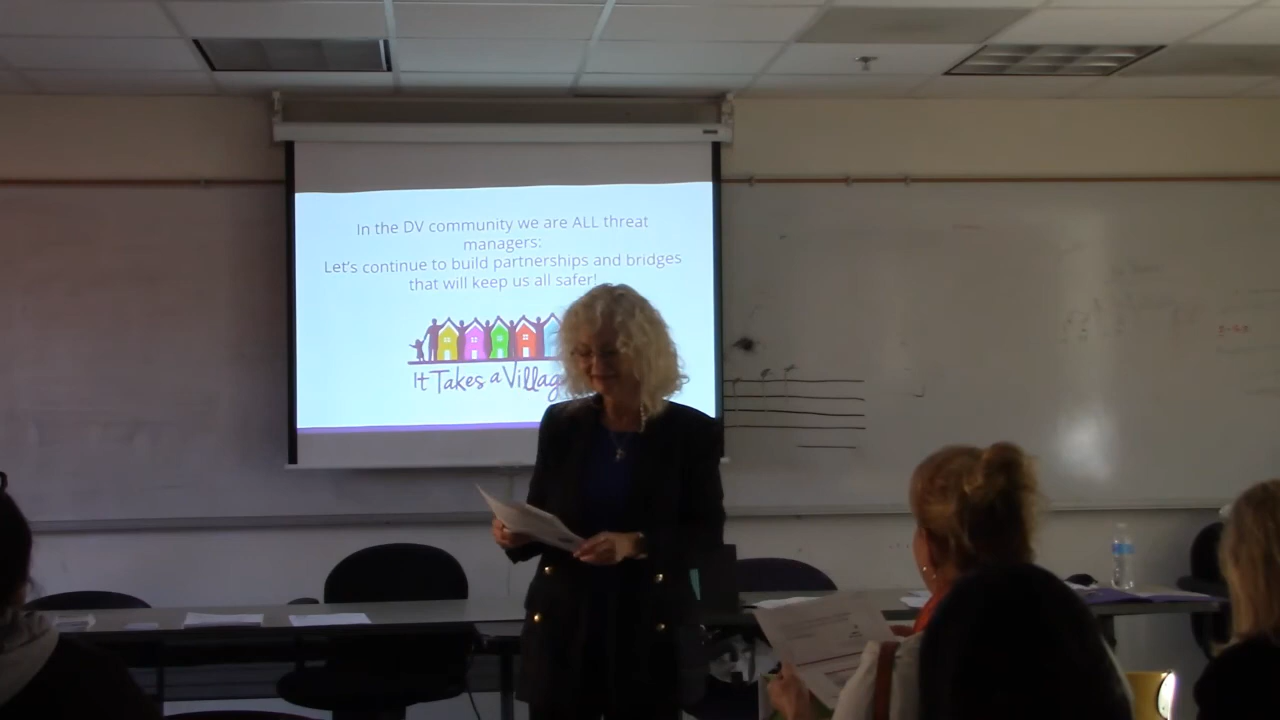 In the DV community we are ALL threat
managers:
Let's continue to build partnerships and bridges
that will keep us all safer!
It Takes a Villag